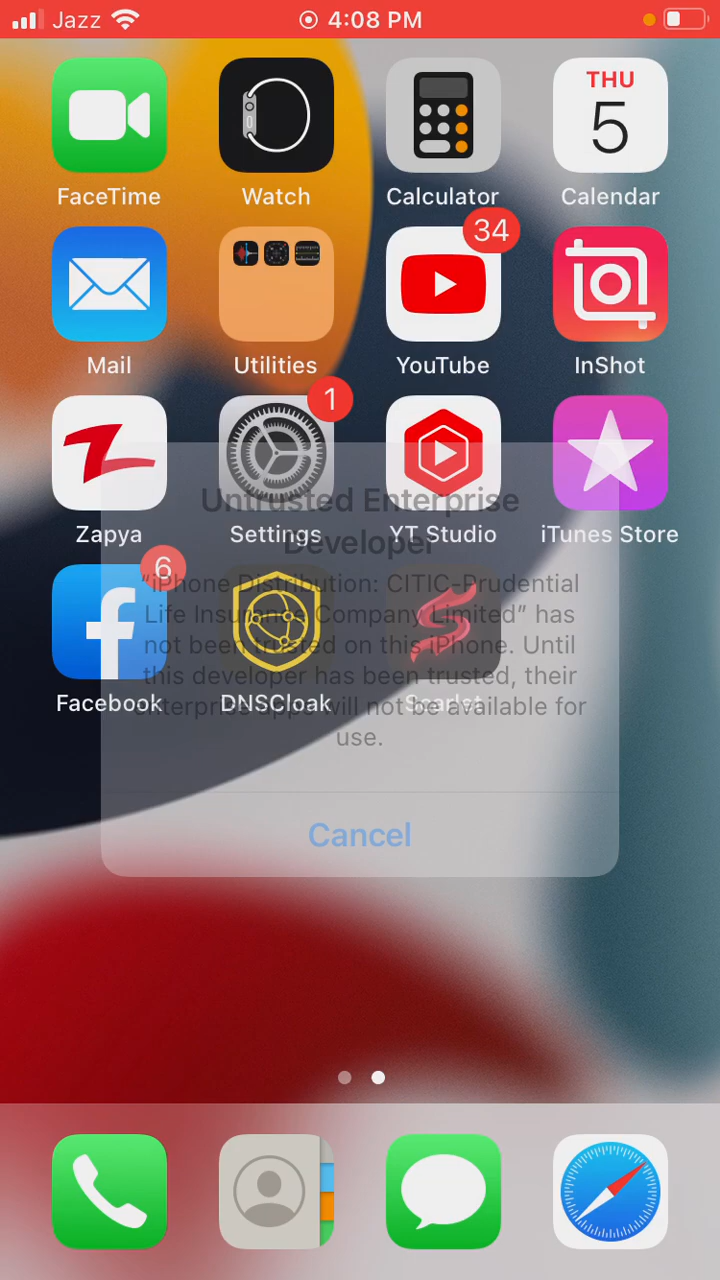 Jazz 4:08 PM
FaceTime Watch Calculator THU 5 Calendar
34
Mail Utilities YouTube InShot
1
Zapya Settings YT Studio iTunes Store
Untrusted Enterprise
Developer
6
"iPhone Distribution: CITIC-Prudential
Life Insurance Company Limited" has
not been trusted on this iPhone. Until
this developer has been trusted, their
enterprise apps will not be available for
use.
Facebook DNSCloak Scarlet
Cancel